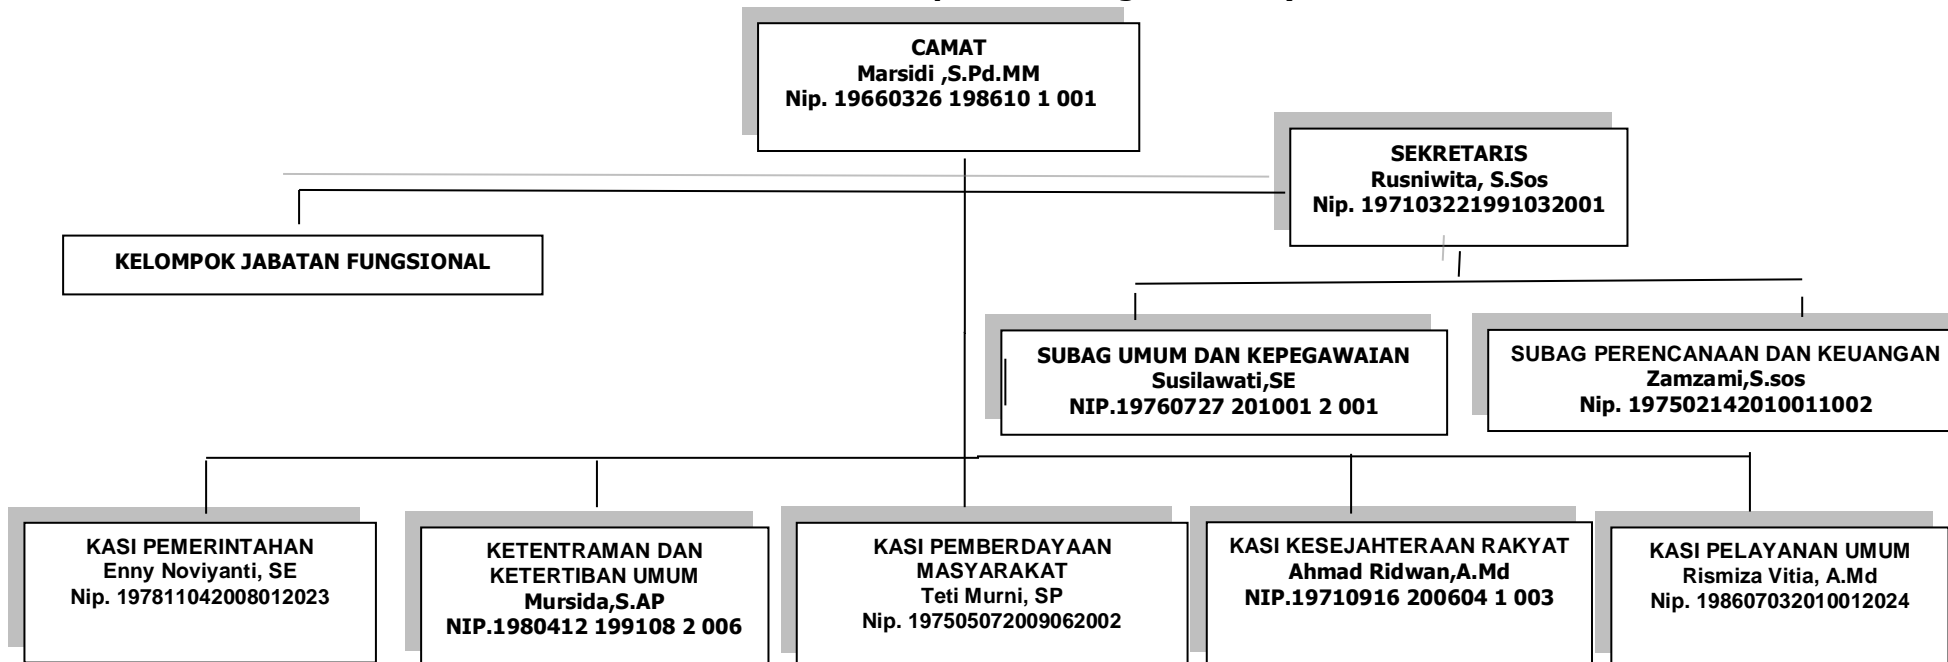 CAMAT
Marsidi ,S.Pd.MM
Nip. 19660326 198610 1 001
SEKRETARIS
Rusniwita, S.Sos
Nip. 197103221991032001
KELOMPOK JABATAN FUNGSIONAL
SUBAG UMUM DAN KEPEGAWAIAN
Susilawati,SE
NIP.19760727 201001 2 001
SUBAG PERENCANAAN DAN KEUANGAN
Zamzami,S.sos
Nip. 197502142010011002
KASI PEMERINTAHAN
Enny Noviyanti, SE
Nip. 197811042008012023
KETENTRAMAN DAN
KETERTIBAN UMUM
Mursida,S.AP
NIP.1980412 199108 2 006
KASI PEMBERDAYAAN
MASYARAKAT
Teti Murni, SP
Nip. 197505072009062002
KASI KESEJAHTERAAN RAKYAT
Ahmad Ridwan,A.Md
NIP.19710916 200604 1 003
KASI PELAYANAN UMUM
Rismiza Vitia, A.Md
Nip. 198607032010012024